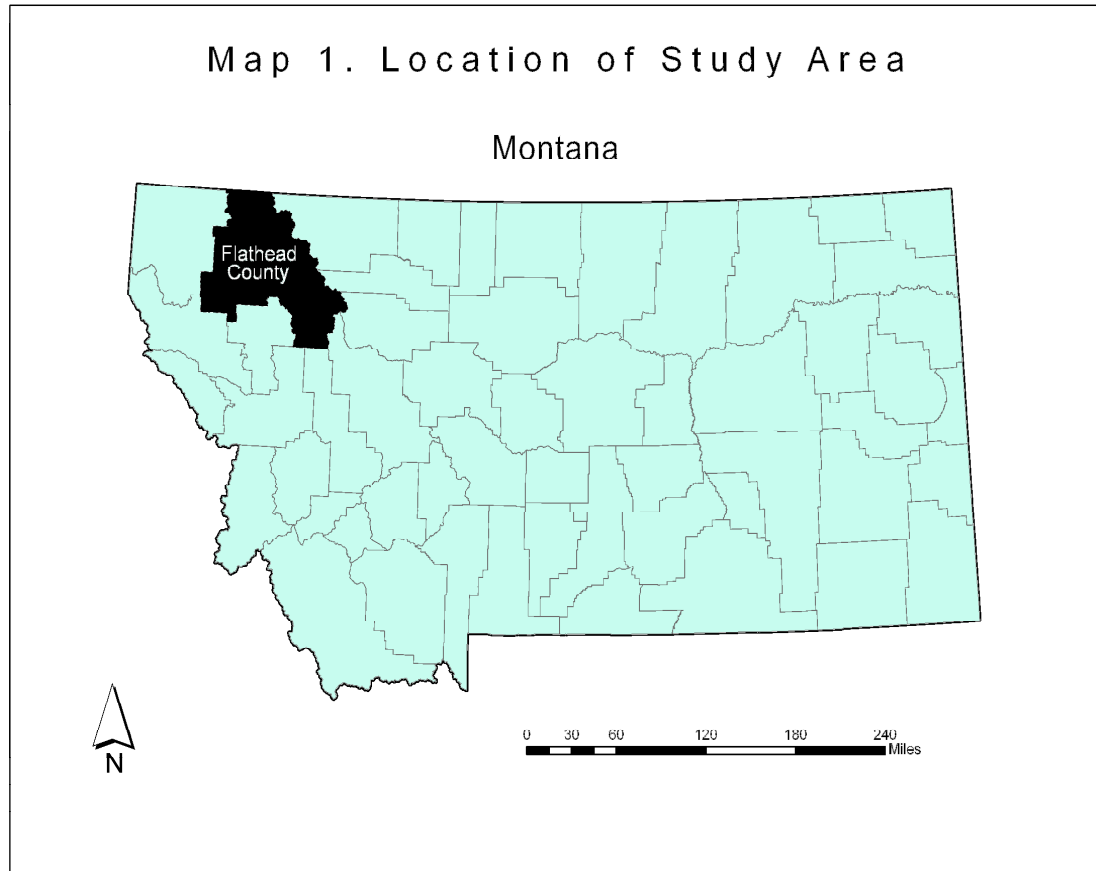 Map 1. Location of Study Area
Montana
Flathead
County
0 30 60 120 180 240
Miles
N